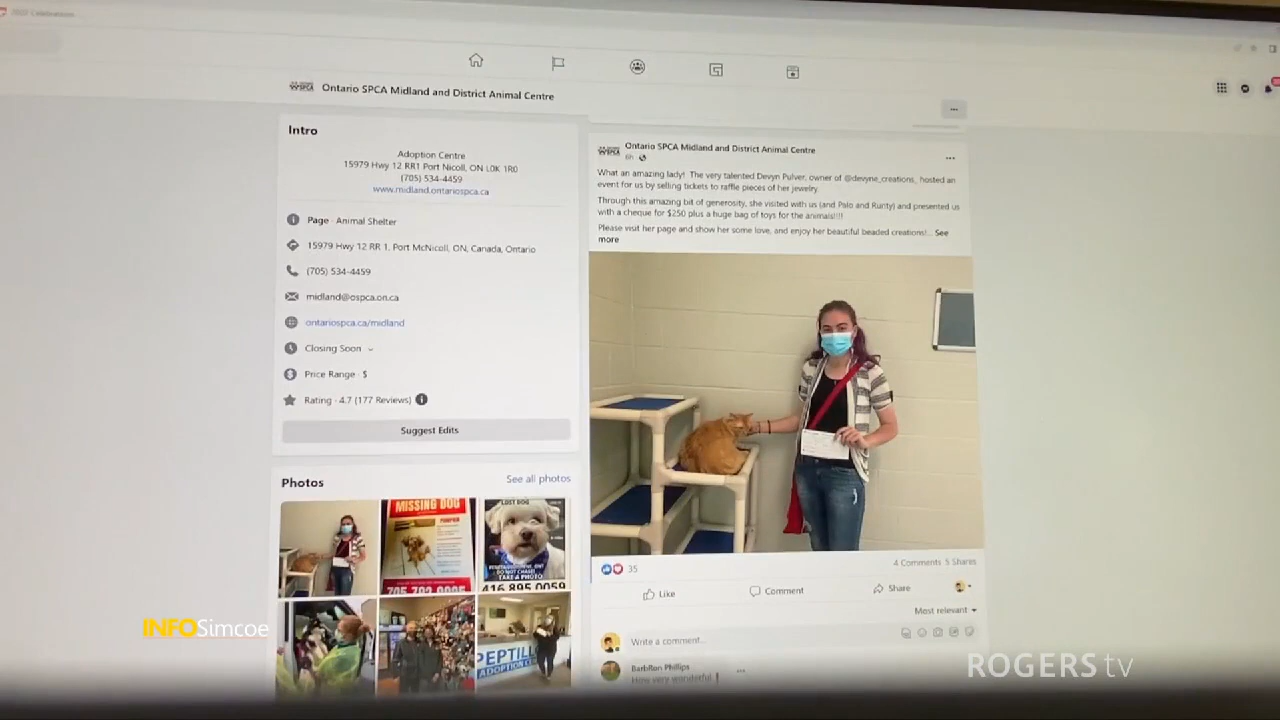 2022 Celebrations
Ontario SPCA Midland and District Animal Centre
Intro
Adoption Centre
15979 Hwy 12 RR1 Port Nicoll, ON L0K 1R0
(705) 534-4459
www.midland.ontariospca.ca
Page · Animal Shelter
15979 Hwy 12 RR 1, Port McNicoll, ON, Canada, Ontario
(705) 534-4459
midland@ospca.on.ca
ontariospca.ca/midland
Closing Soon
Price Range · $
Rating · 4.7 (177 Reviews)
Suggest Edits
Photos
See all photos
MISSING DOG
LOST DOG
DO NOT CHASE!
TAKE A PHOTO
705 702
416 895 0059
PEPTILL
ADOPTION C
Ontario SPCA Midland and District Animal Centre
6h
What an amazing lady! The very talented Devyn Pulver, owner of @devyne_creations_ hosted an
event for us by selling tickets to raffle pieces of her jewelry.
Through this amazing bit of generosity, she visited with us (and Palo and Runty) and presented us
with a cheque for $250 plus a huge bag of toys for the animals!!!!
Please visit her page and show her some love, and enjoy her beautiful beaded creations!... See
more
35
4 Comments 5 Shares
Like
Comment
Share
Most relevant
Write a comment...
BarbRon Phillips
How very wonderful !
INFOSimcoe
ROGERS tv